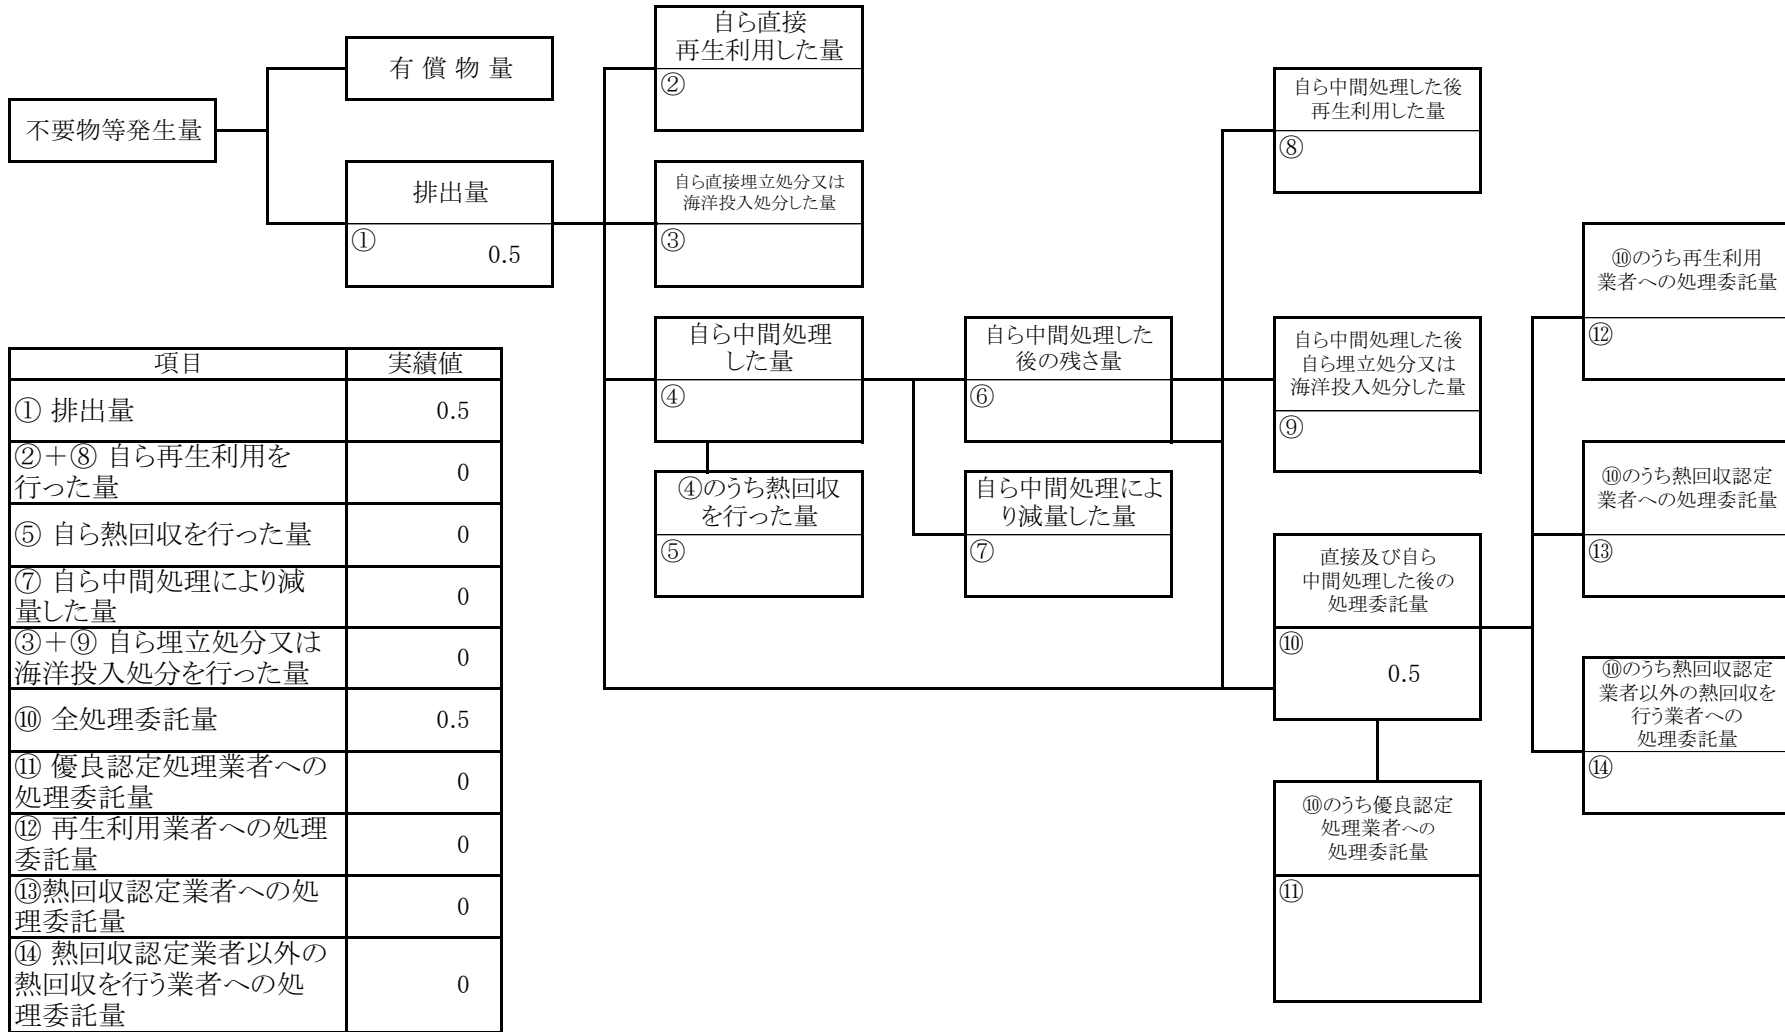 不要物等発生量
有 償 物 量
排出量
①
0.5
自ら直接
再生利用した量
②
自ら直接埋立処分又は
海洋投入処分した量
③
自ら中間処理
した量
④
④のうち熱回収
を行った量
⑤
自ら中間処理した
後の残さ量
⑥
自ら中間処理によ
り減量した量
⑦
自ら中間処理した後
再生利用した量
⑧
自ら中間処理した後
自ら埋立処分又は
海洋投入処分した量
⑨
直接及び自ら
中間処理した後の
処理委託量
⑩
0.5
⑩のうち優良認定
処理業者への
処理委託量
⑪
⑩のうち再生利用
業者への処理委託量
⑫
⑩のうち熱回収認定
業者への処理委託量
⑬
⑩のうち熱回収認定
業者以外の熱回収を
行う業者への
処理委託量
⑭
項目 実績値
① 排出量 0.5
②＋⑧ 自ら再生利用を
行った量 0
⑤ 自ら熱回収を行った量 0
⑦ 自ら中間処理により減
量した量 0
③＋⑨ 自ら埋立処分又は
海洋投入処分を行った量 0
⑩ 全処理委託量 0.5
⑪ 優良認定処理業者への
処理委託量 0
⑫ 再生利用業者への処理
委託量 0
⑬熱回収認定業者への処
理委託量 0
⑭ 熱回収認定業者以外の
熱回収を行う業者への処
理委託量 0